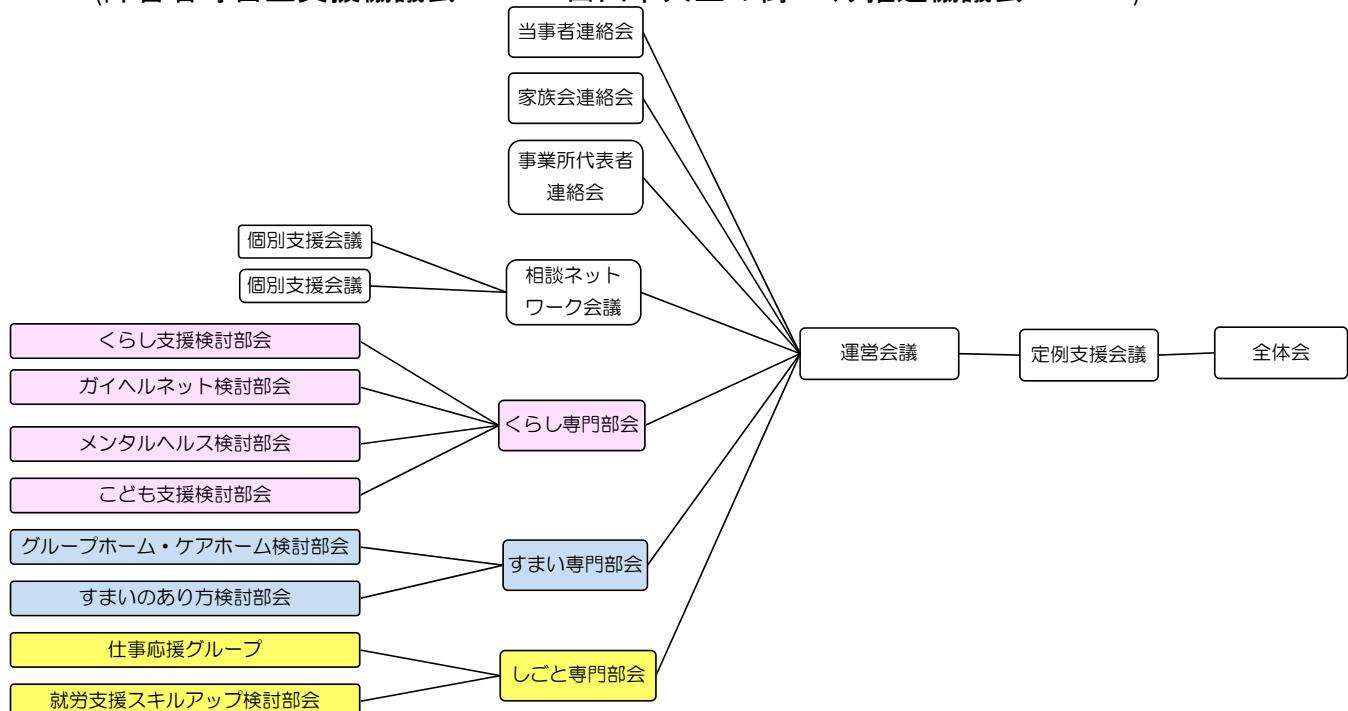 当事者連絡会
家族会連絡会
事業所代表者
連絡会
個別支援会議
個別支援会議
相談ネット
ワーク会議
くらし支援検討部会
ガイヘルネット検討部会
メンタルヘルス検討部会
こども支援検討部会
くらし専門部会
グループホーム・ケアホーム検討部会
すまいのあり方検討部会
すまい専門部会
仕事応援グループ
就労支援スキルアップ検討部会
しごと専門部会
運営会議
定例支援会議
全体会